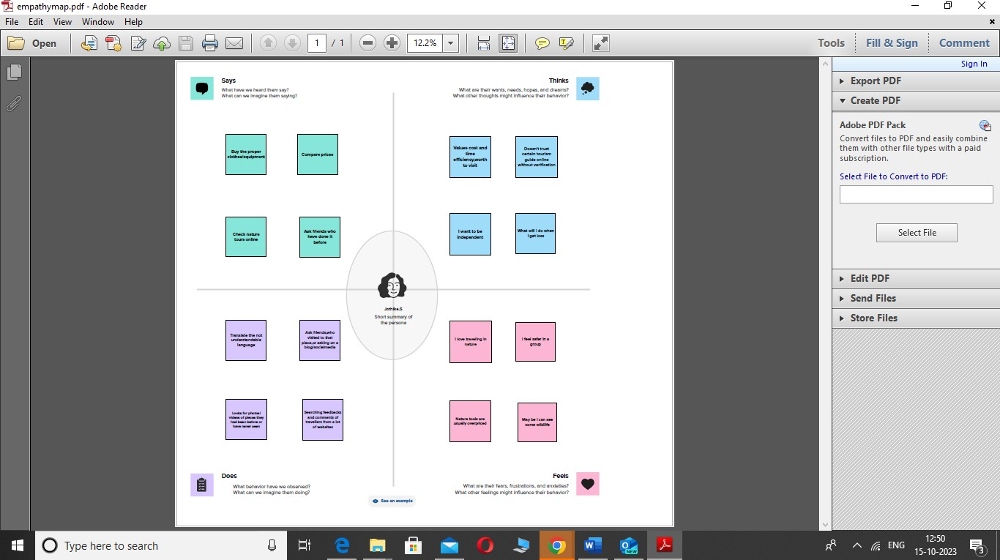 empathymap.pdf - Adobe Reader
File Edit View Window Help
Open
1 / 1
12.2%
Tools Fill & Sign Comment
Sign In
Export PDF
Create PDF
Adobe PDF Pack
Convert files to PDF and easily combine
them with other file types with a paid
subscription.
Select File to Convert to PDF:
Select File
Edit PDF
Send Files
Store Files
Says
What have we heard them say?
What can we imagine them saying?
Buy the proper
clothes/equipment
Compare prices
Check nature
tours online
Ask friends who
have done it
before
Thinks
What are their wants, needs, hopes, and dreams?
What other thoughts might influence their behavior?
Values cost and
time
efficiency,worth
to visit
Doesn't trust
certain tourism
guide online
without verification
I want to be
independent
What will I do when
I get loss
Jothika.S
Short summary of
the persona
Translate the not
understandable
language
Ask friends,who
visited to that
place,or asking on a
blog/socialmedia
Looks for photos/
videos of places they
had been before or
have never seen
Searching feedbacks
and comments of
travellers from a lot
of websites
Does
What behavior have we observed?
What can we imagine them doing?
I love traveling in
nature
I feel safer in a
group
Nature tools are
usually overpriced
May be I can see
some wildlife
Feels
What are their fears, frustrations, and anxieties?
What other feelings might influence their behavior?
See an example
Type here to search
NEW
ENG
12:50
15-10-2023
3